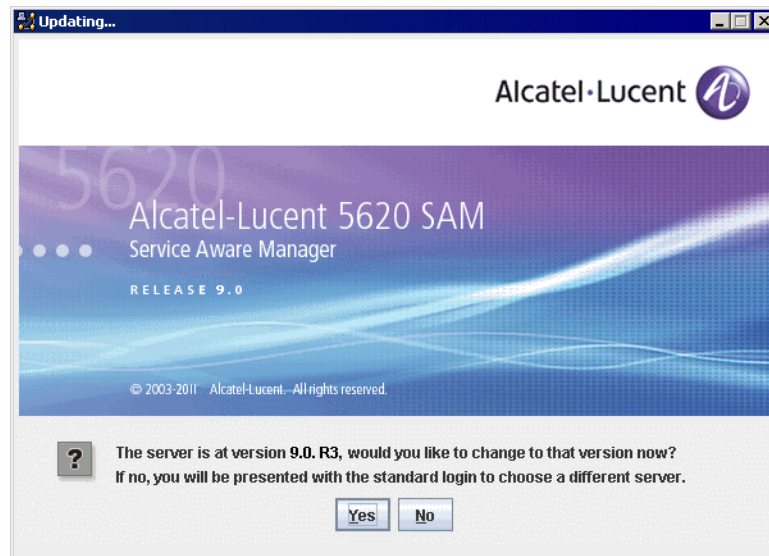 Updating...
Alcatel·Lucent
5620
Alcatel-Lucent 5620 SAM
Service Aware Manager
RELEASE 9.0
© 2003-2011 Alcatel-Lucent. All rights reserved.
The server is at version 9.0. R3, would you like to change to that version now?
If no, you will be presented with the standard login to choose a different server.
Yes No